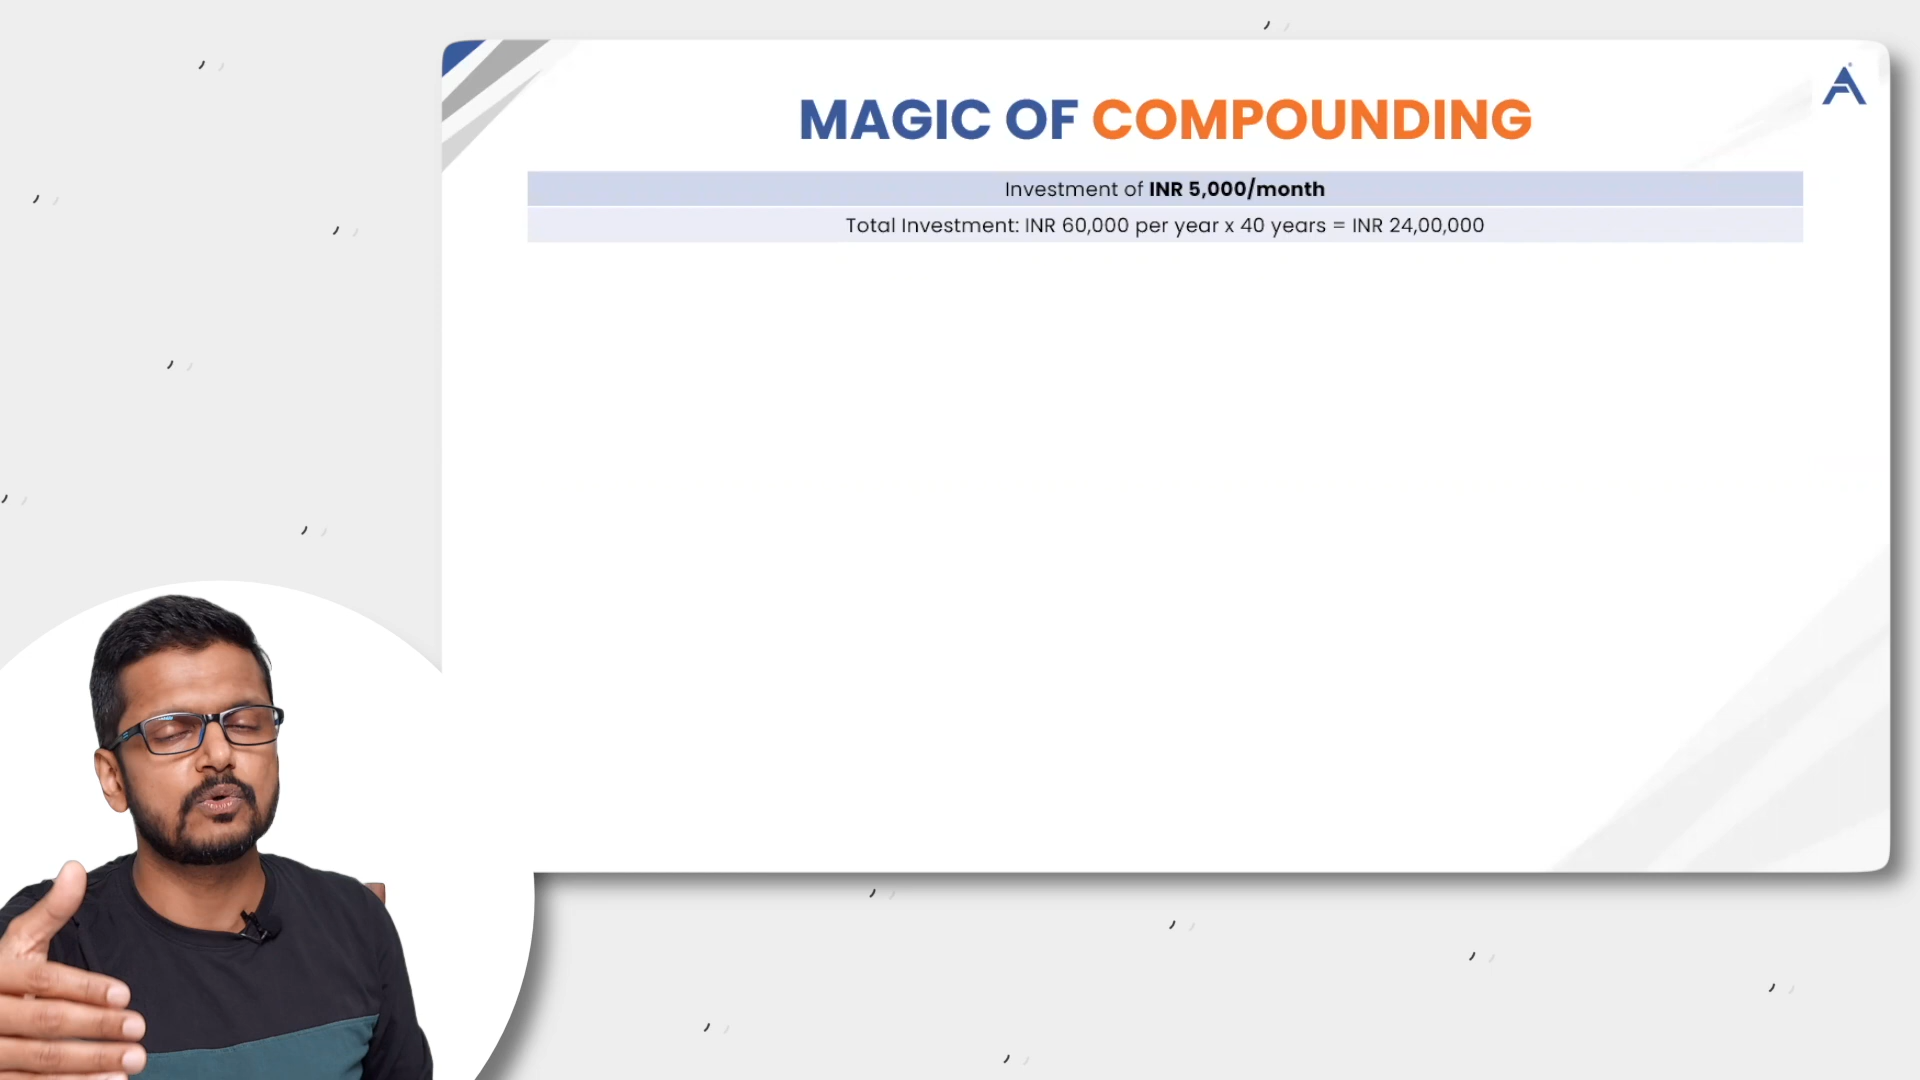 MAGIC OF COMPOUNDING
Investment of INR 5,000/month
Total Investment: INR 60,000 per year x 40 years = INR 24,00,000